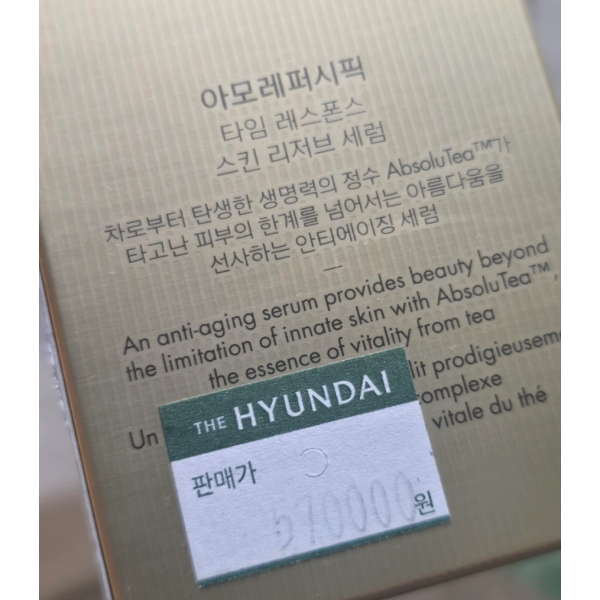 아모레퍼시픽
타임 레스폰스
스킨 리저브 세럼
차로부터 탄생한 생명력의 정수 AbsoluTea™가
타고난 피부의 한계를 넘어서는 아름다움을
선사하는 안티에이징 세럼
—
An anti-aging serum provides beauty beyond
the limitation of innate skin with AbsoluTea™,
the essence of vitality from tea
Un
omplexe
vitale du thé
THE HYUNDAI
판매가
570000
원